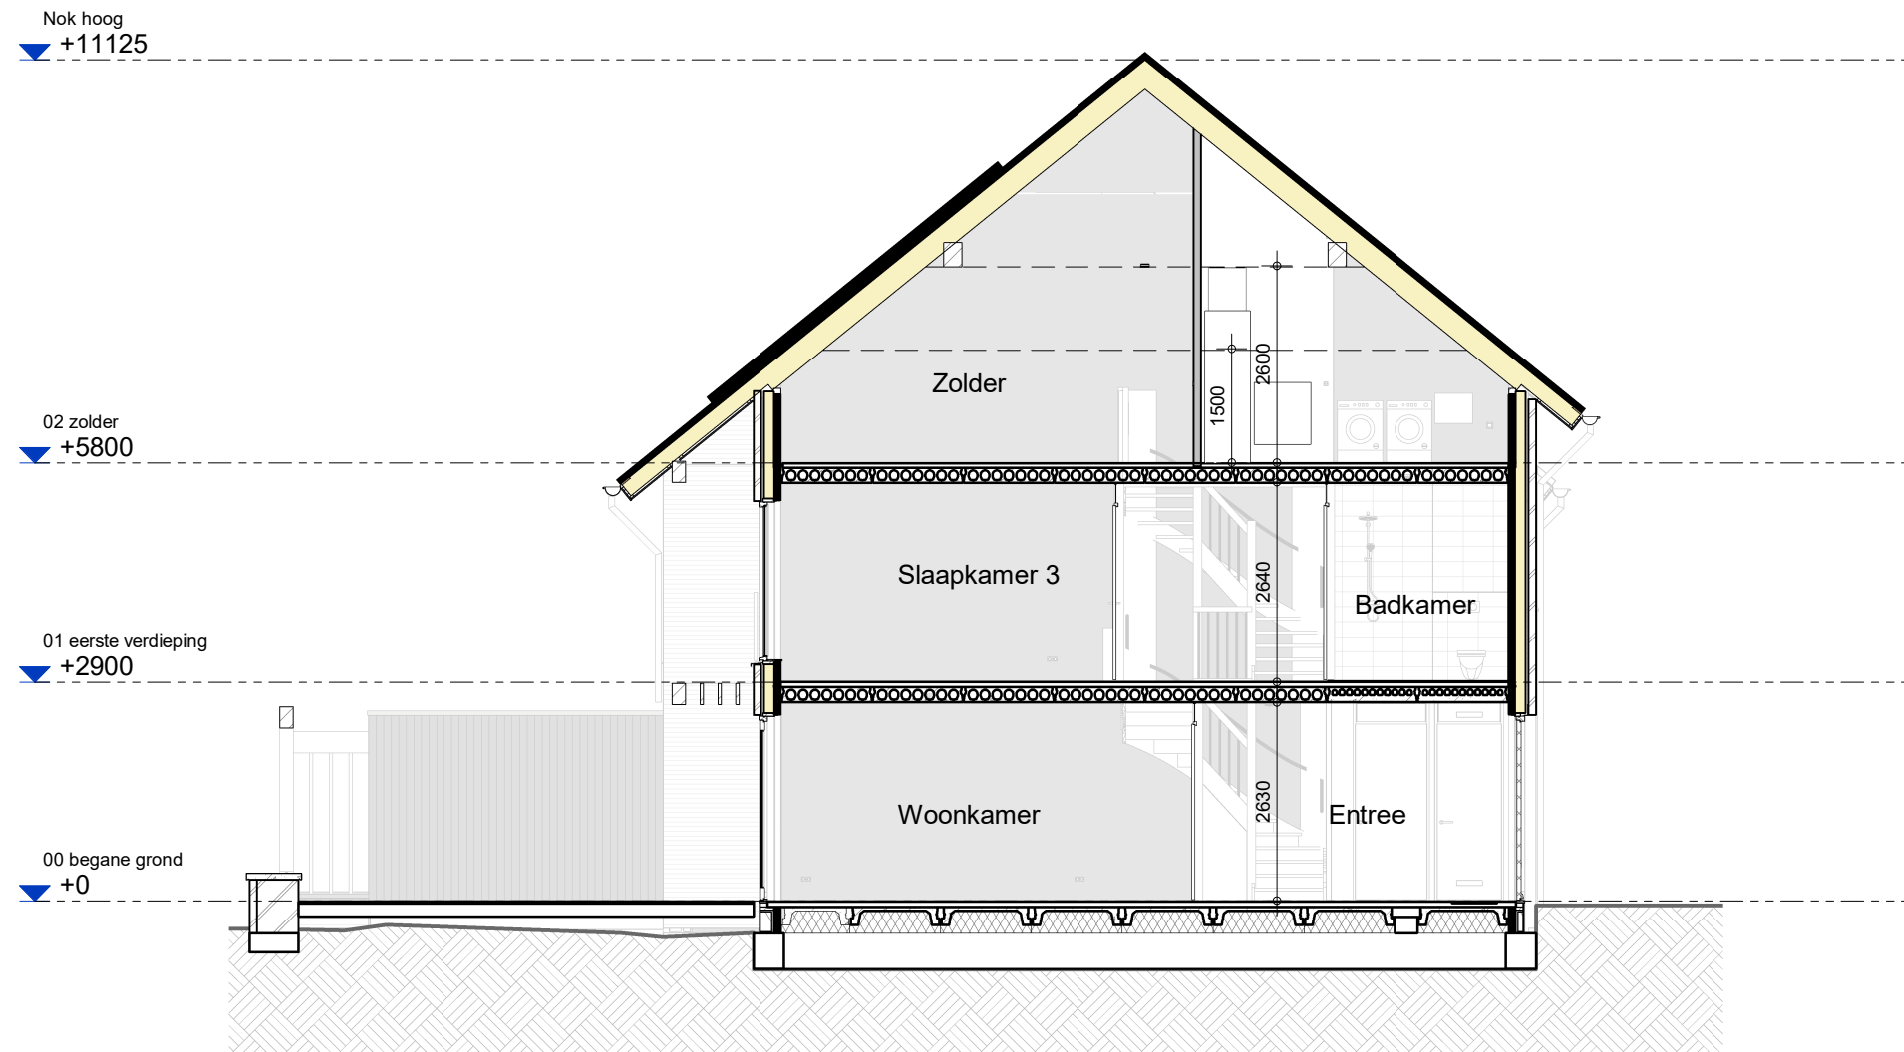 Nok hoog
+11125
02 zolder
+5800
01 eerste verdieping
+2900
00 begane grond
+0
Zolder
1500
2600
Slaapkamer 3
2640
Badkamer
Woonkamer
2630
Entree